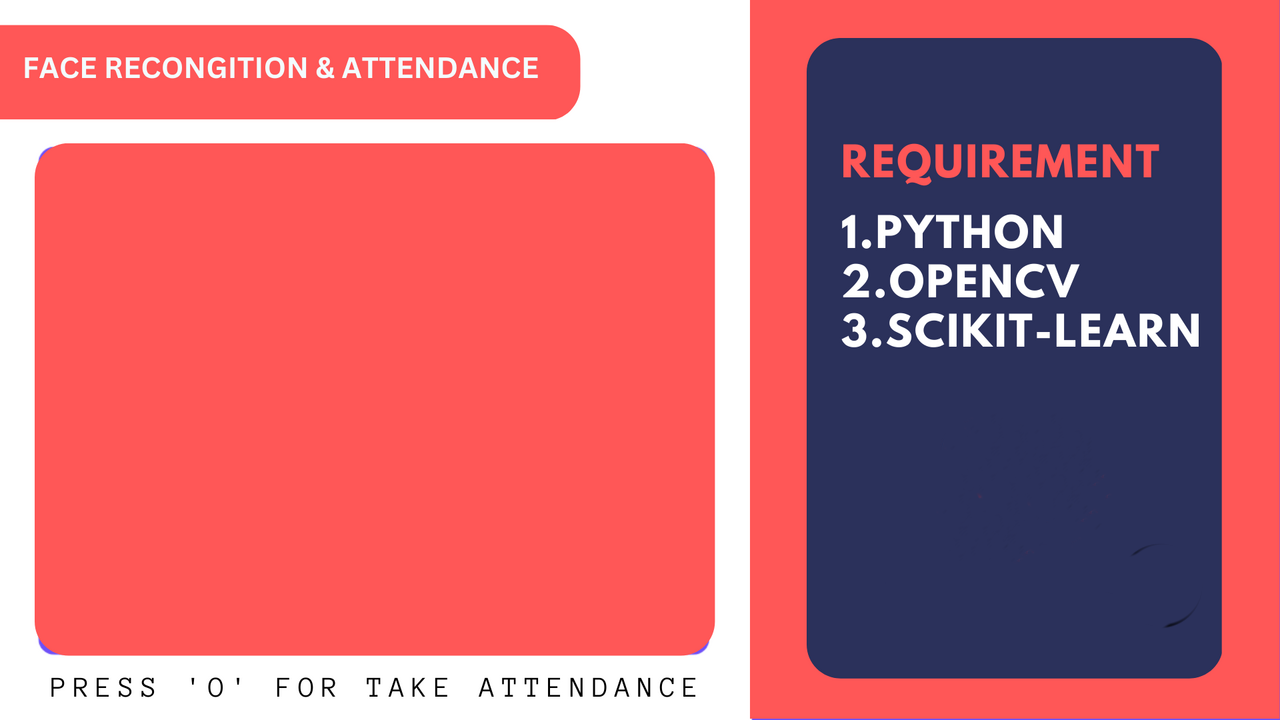 FACE RECONGITION & ATTENDANCE
REQUIREMENT
1.PYTHON
2.OPENCV
3.SCIKIT-LEARN
PRESS 'O' FOR TAKE ATTENDANCE